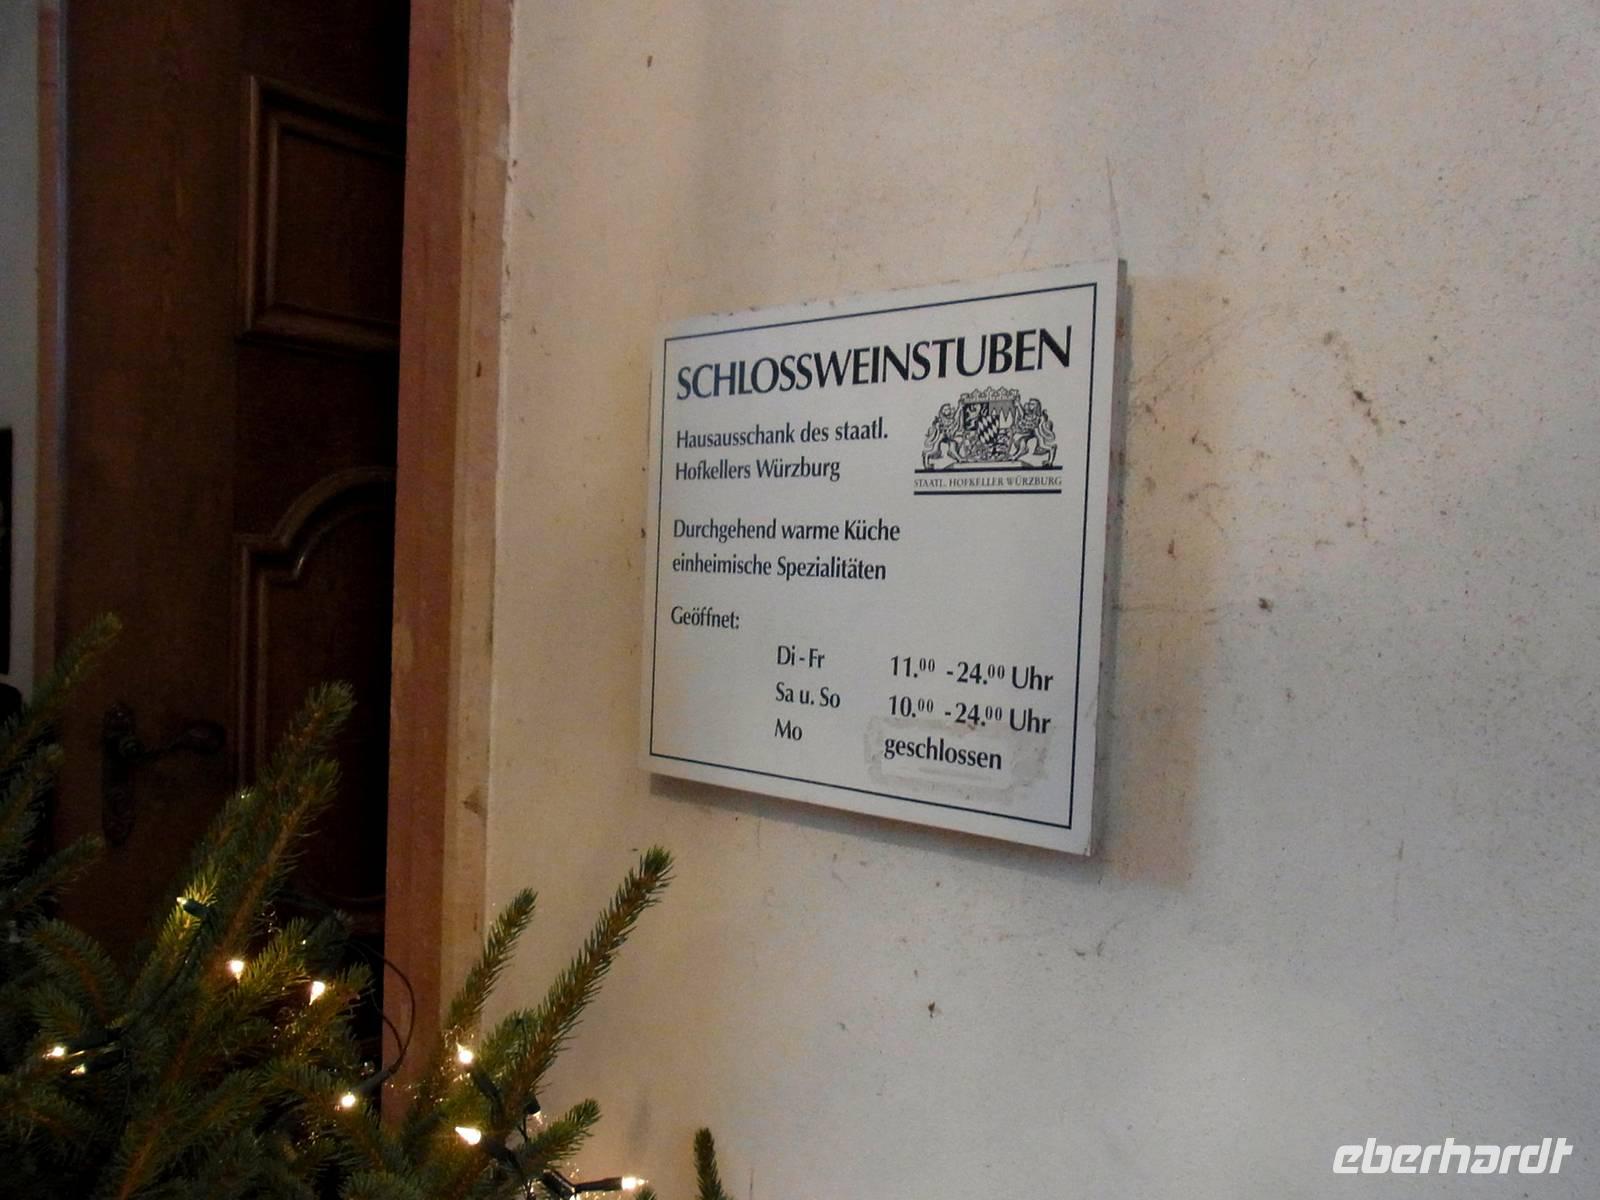 SCHLOSSWEINSTUBEN
Hausausschank des staatl.
Hofkellers Würzburg
STAATL. HOFKELLER WÜRZBURG
Durchgehend warme Küche
einheimische Spezialitäten
Geöffnet:
Di - Fr 11.00 - 24.00 Uhr
Sa u. So 10.00 - 24.00 Uhr
Mo geschlossen
eberhardt